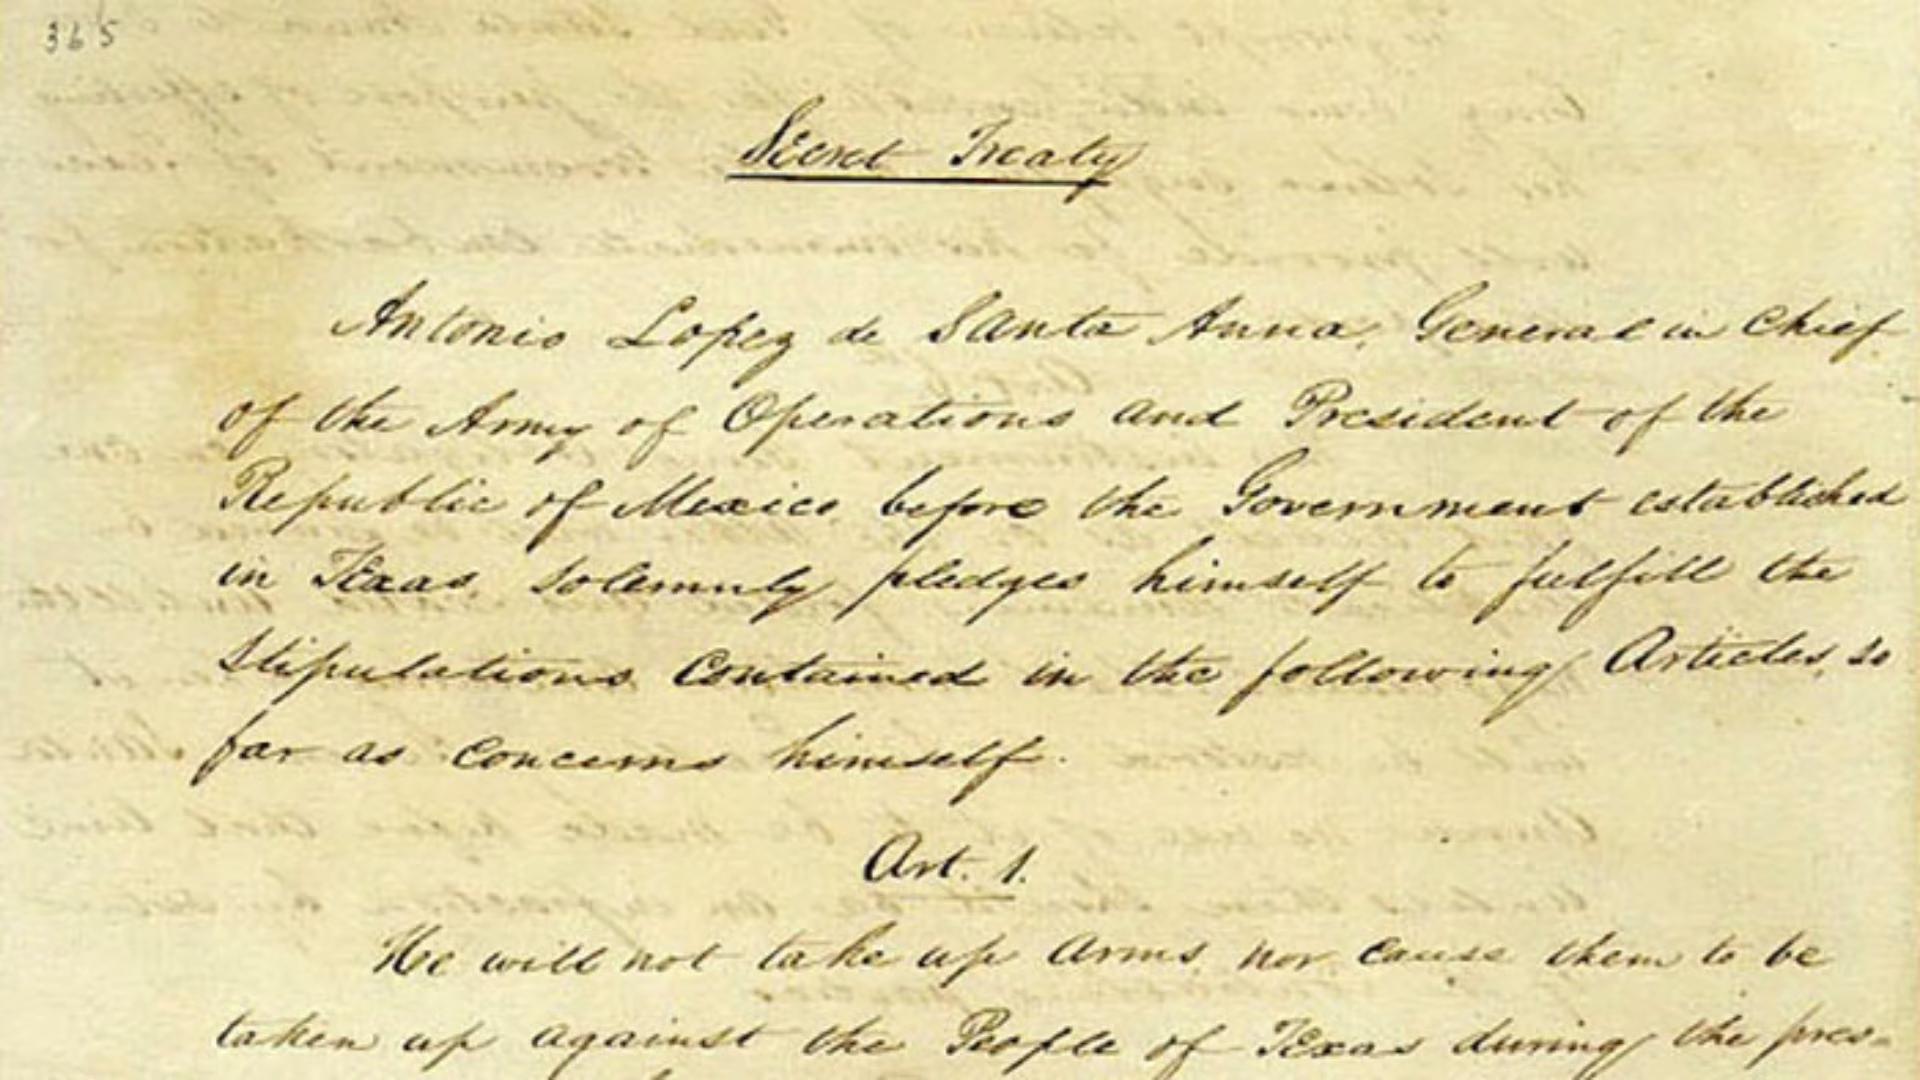 365
Secret Treaty
Antonio Lopez de Santa Anna, General in Chief
of the Army of Operations and President of the
Republic of Mexico before the Government established
in Texas, solemnly pledges himself to fulfill the
Stipulations Contained in the following Articles, so
far as concerns himself.
Art. 1.
He will not take up arms nor cause them to be
taken up against the People of Texas during the pres-